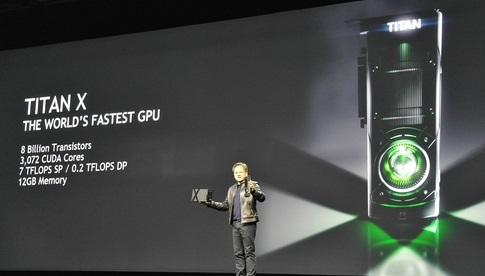 TITAN
TITAN X
THE WORLD'S FASTEST GPU
8 Billion Transistors
3,072 CUDA Cores
7 TFLOPS SP / 0.2 TFLOPS DP
12GB Memory